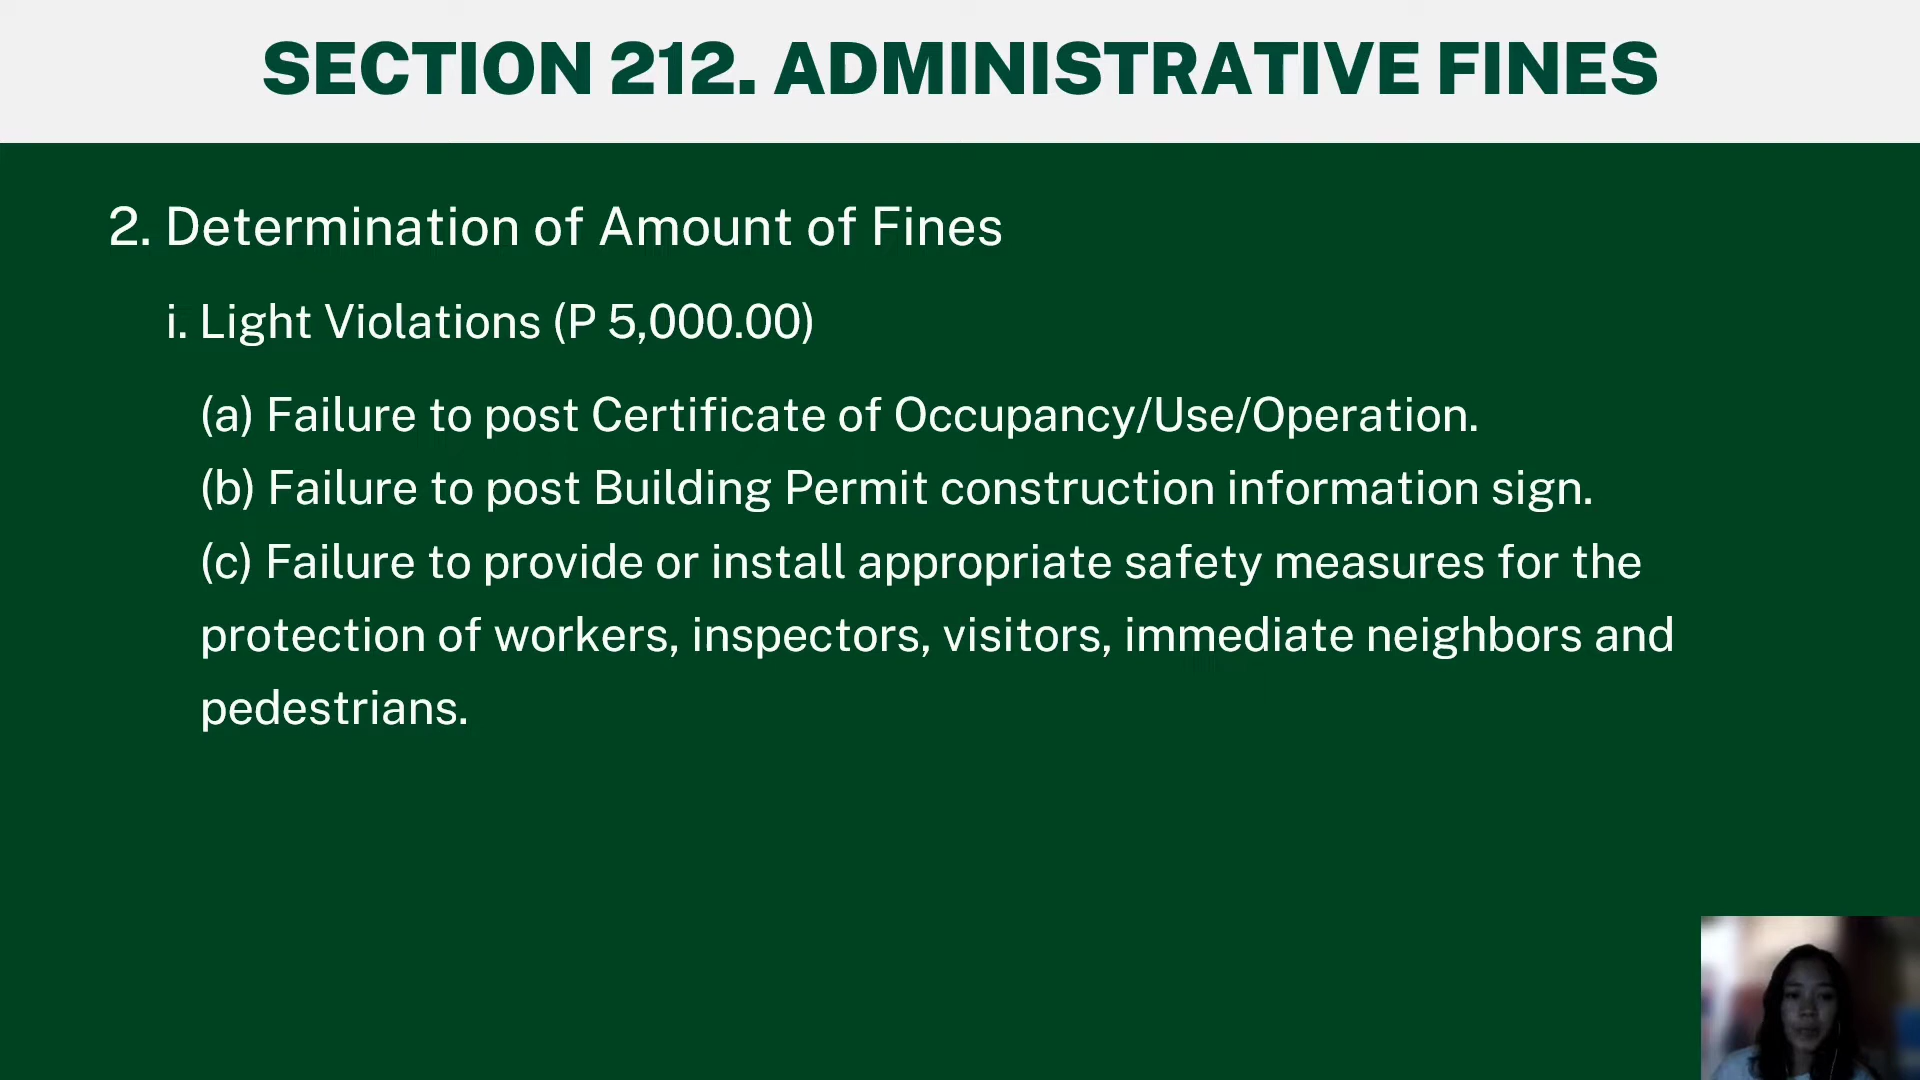 SECTION 212. ADMINISTRATIVE FINES
2. Determination of Amount of Fines
i. Light Violations (P 5,000.00)
(a) Failure to post Certificate of Occupancy/Use/Operation.
(b) Failure to post Building Permit construction information sign.
(c) Failure to provide or install appropriate safety measures for the
protection of workers, inspectors, visitors, immediate neighbors and
pedestrians.